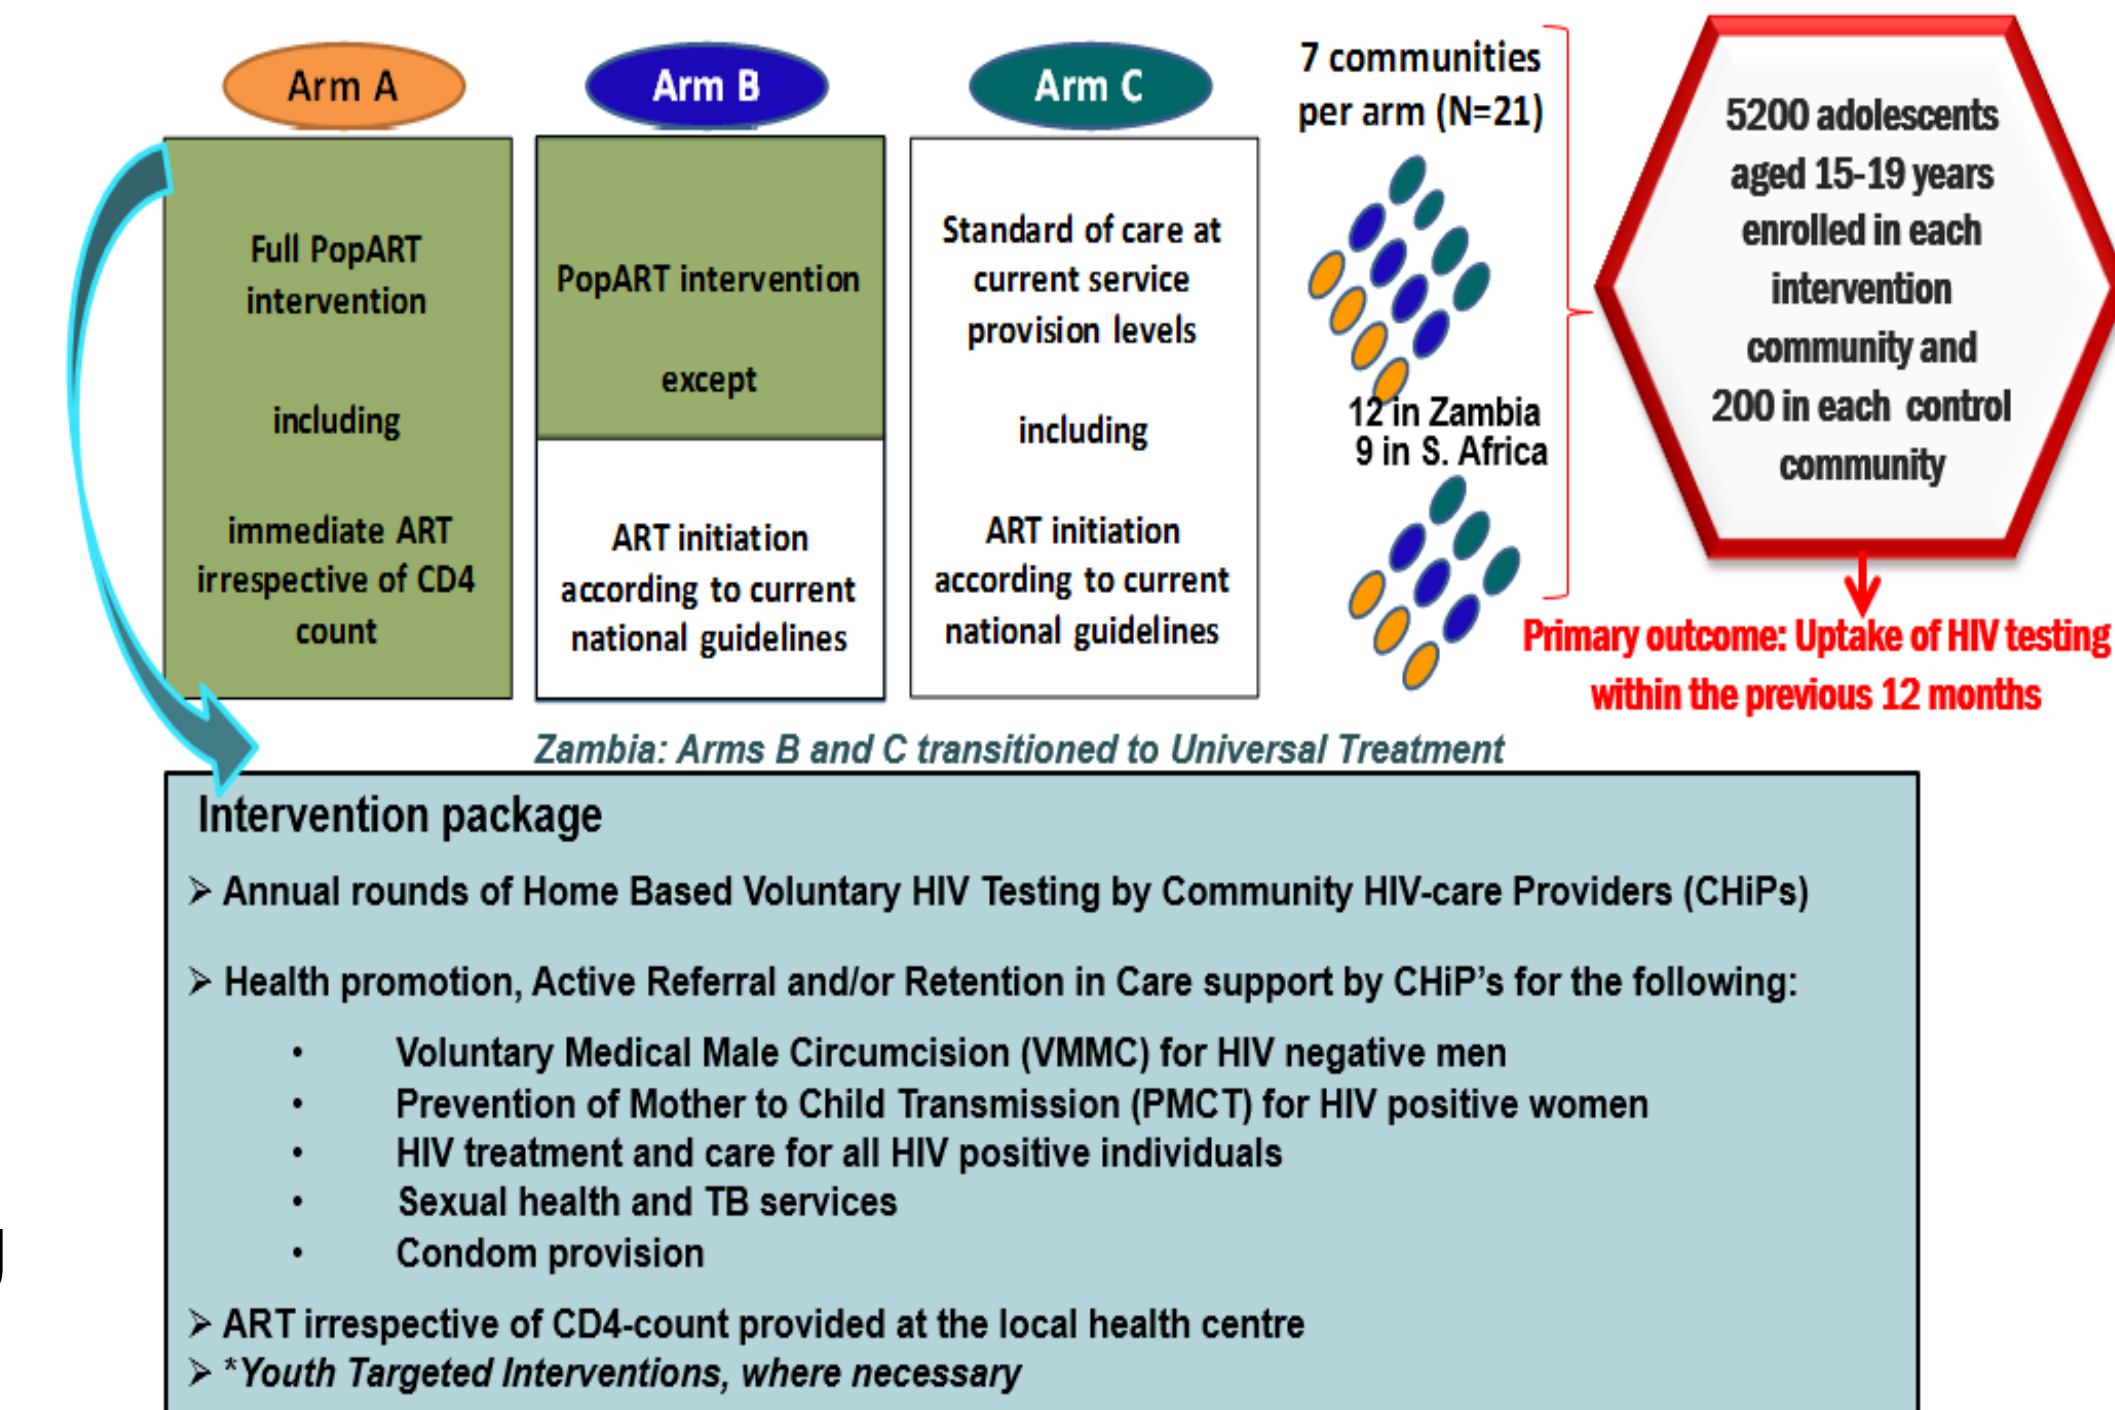 Arm A
Full PopART
intervention
including
immediate ART
irrespective of CD4
count
Arm B
PopART intervention
except
ART initiation
according to current
national guidelines
Arm C
Standard of care at
current service
provision levels
including
ART initiation
according to current
national guidelines
7 communities
per arm (N=21)
12 in Zambia
9 in S. Africa
5200 adolescents
aged 15-19 years
enrolled in each
intervention
community and
200 in each control
community
Primary outcome: Uptake of HIV testing
within the previous 12 months
Zambia: Arms B and C transitioned to Universal Treatment
Intervention package
➢ Annual rounds of Home Based Voluntary HIV Testing by Community HIV-care Providers (CHiPs)
➢ Health promotion, Active Referral and/or Retention in Care support by CHiP's for the following:
• Voluntary Medical Male Circumcision (VMMC) for HIV negative men
• Prevention of Mother to Child Transmission (PMCT) for HIV positive women
• HIV treatment and care for all HIV positive individuals
• Sexual health and TB services
• Condom provision
➢ ART irrespective of CD4-count provided at the local health centre
➢ *Youth Targeted Interventions, where necessary